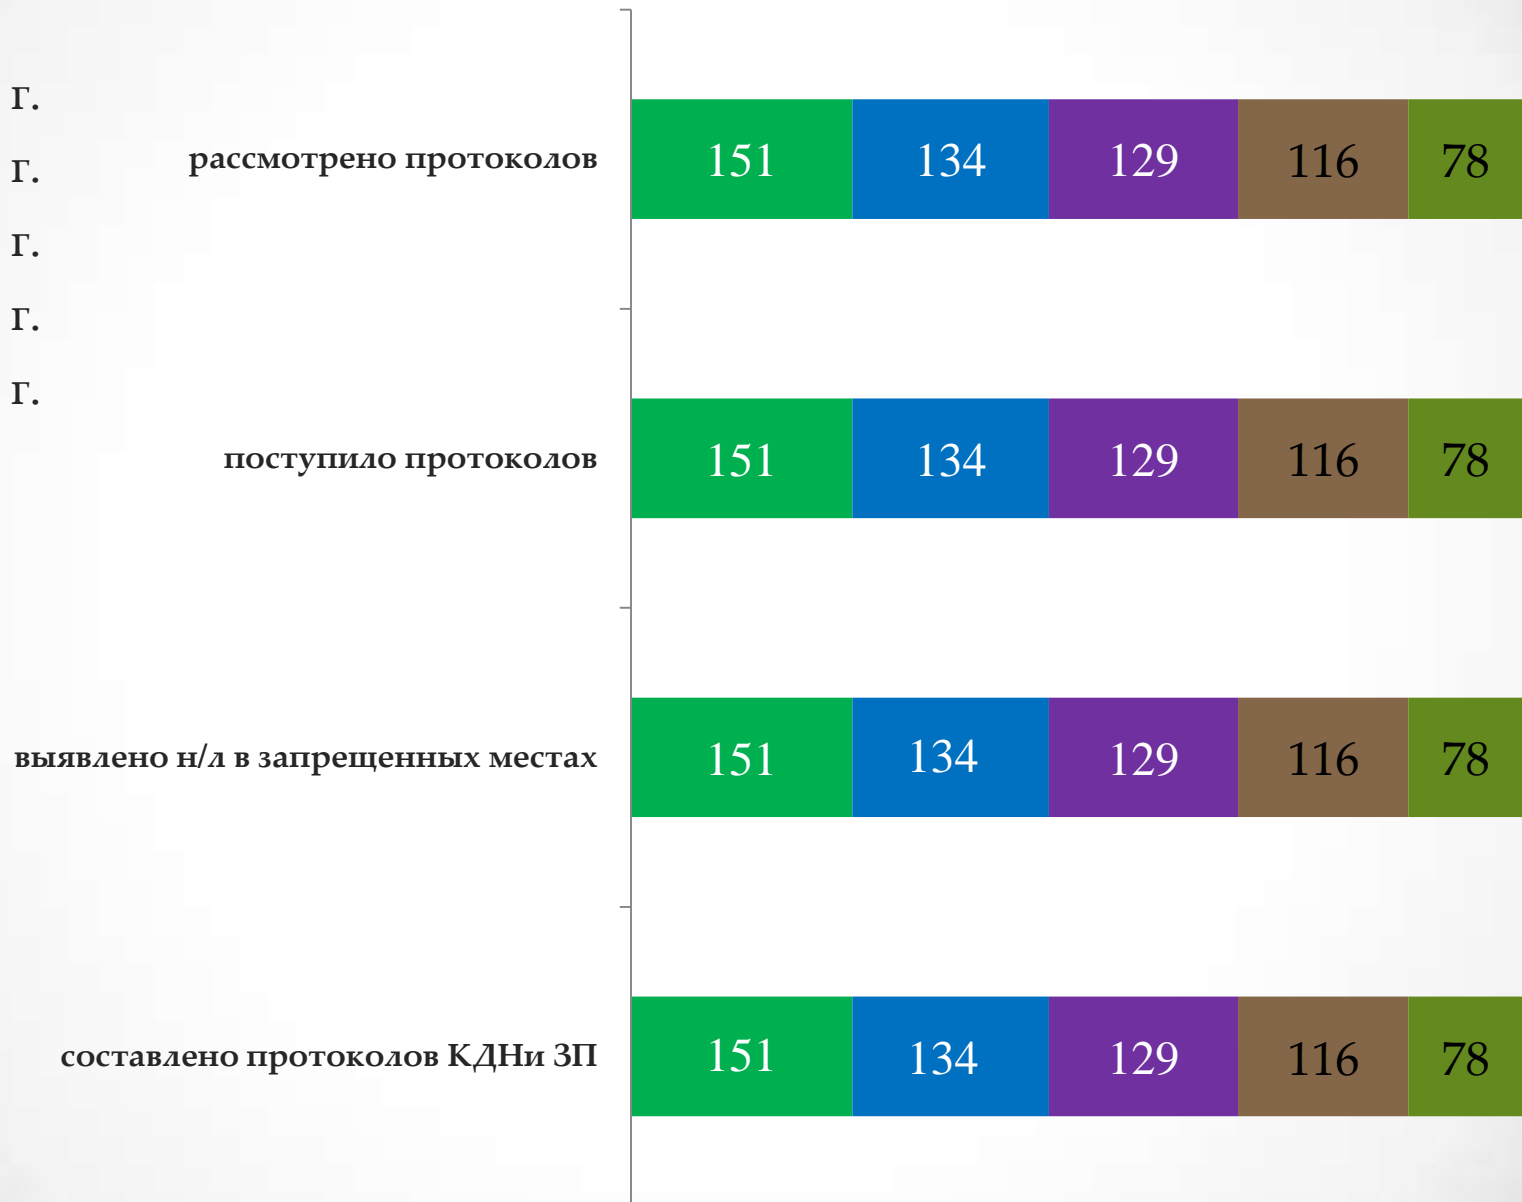 г.
г.
г.
г.
г.
рассмотрено протоколов 151 134 129 116 78
поступило протоколов 151 134 129 116 78
выявлено н/л в запрещенных местах 151 134 129 116 78
составлено протоколов КДНи ЗП 151 134 129 116 78